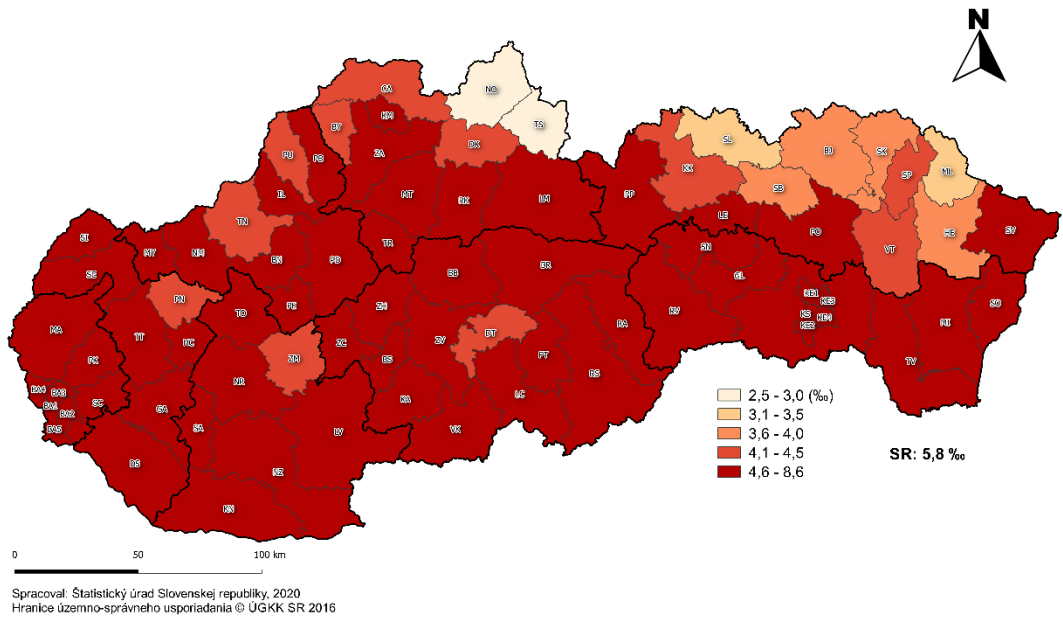 N
NO
CA
TS
KM
BY
DK
SL
PU
PB
ZA
BJ
SK
ML
KK
SP
IL
MT
RK
LM
PP
SB
TN
LE
PO
HE
SV
SI
MY
NM
BN
PD
TR
VT
SN
SE
BB
BR
GL
PN
PE
KE1
KE3
SO
TO
ZH
KS
KE4
KE2
MA
TT
HC
RV
MI
RA
ZM
ZC
BS
ZV
DT
PT
TV
PK
NR
RS
BA4
BA3
SC
KA
LC
BA1
BA2
GA
BA5
SA
LV
VK
DS
NZ
KN
2,5 - 3,0 (‰)
3,1 - 3,5
3,6 - 4,0
4,1 - 4,5
4,6 - 8,6
SR: 5,8 ‰
0 50 100 km
Spracoval: Štatistický úrad Slovenskej republiky, 2020
Hranice územno-správneho usporiadania © ÚGKK SR 2016